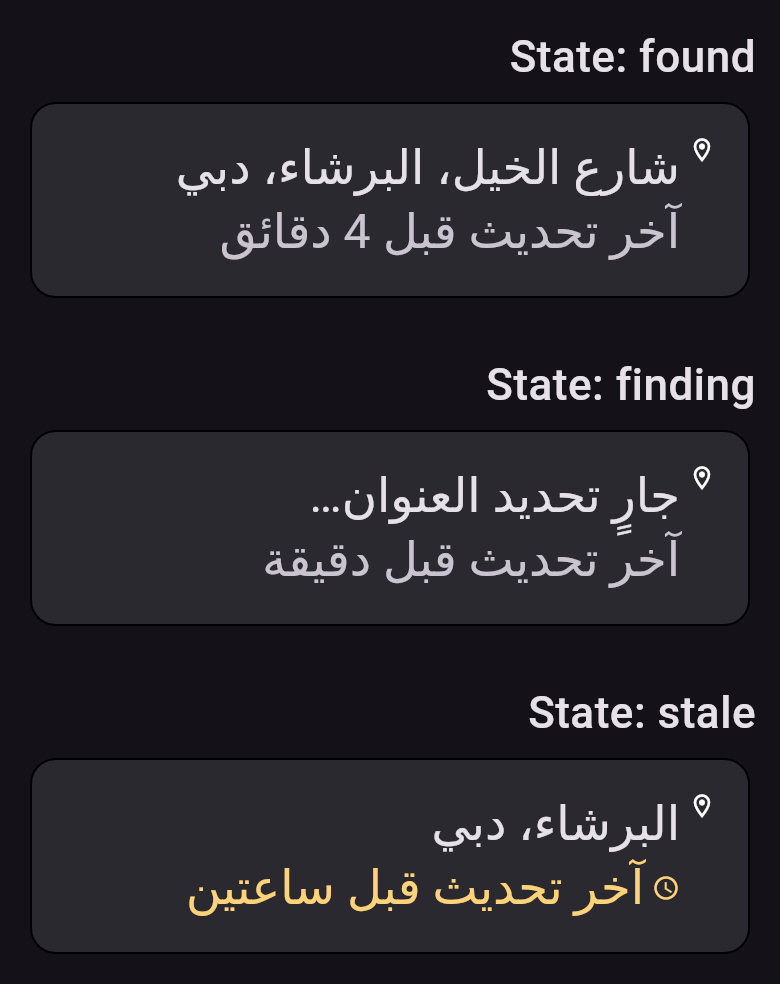 State: found
شارع الخيل، البرشاء، دبي
آخر تحديث قبل 4 دقائق
State: finding
جارٍ تحديد العنوان...
آخر تحديث قبل دقيقة
State: stale
البرشاء، دبي
آخر تحديث قبل ساعتين